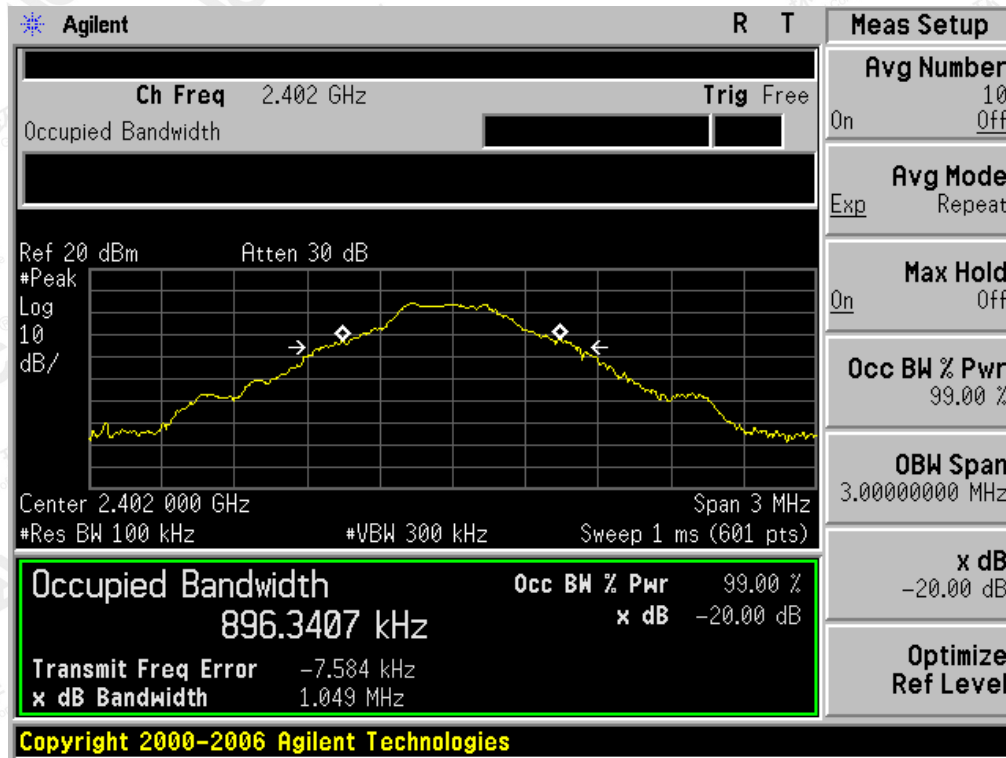 Agilent R T
Ch Freq 2.402 GHz Trig Free
Occupied Bandwidth
Ref 20 dBm Atten 30 dB
#Peak
Log
10
dB/
Center 2.402 000 GHz Span 3 MHz
#Res BW 100 kHz #VBW 300 kHz Sweep 1 ms (601 pts)
Occupied Bandwidth Occ BW % Pwr 99.00 %
896.3407 kHz x dB -20.00 dB
Transmit Freq Error -7.584 kHz
x dB Bandwidth 1.049 MHz
Copyright 2000-2006 Agilent Technologies
Meas Setup
Avg Number
10
On Off
Avg Mode
Exp Repeat
Max Hold
On Off
Occ BW % Pwr
99.00 %
OBW Span
3.00000000 MHz
x dB
-20.00 dB
Optimize
Ref Level